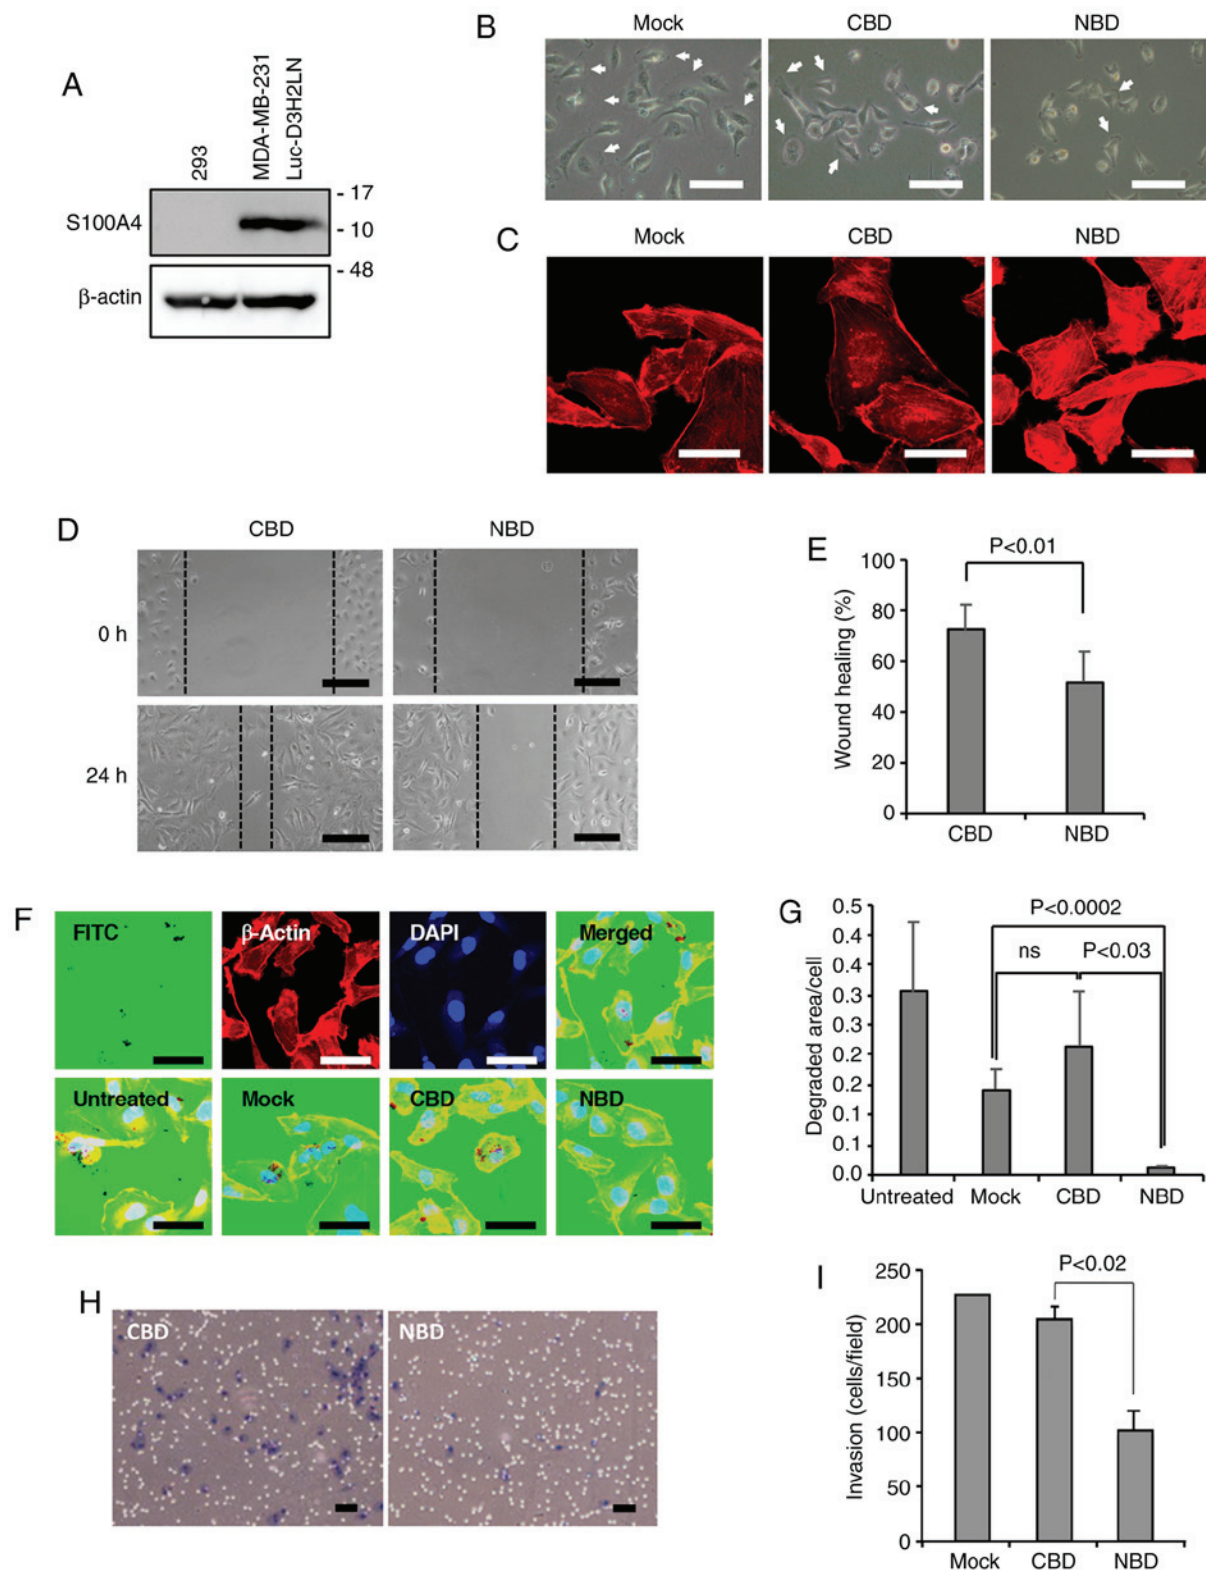 A
293
MDA-MB-231
Luc-D3H2LN
S100A4
- 17
- 10
- 48
β-actin
B
Mock
CBD
NBD
C
Mock
CBD
NBD
D
CBD
NBD
0 h
24 h
E
P<0.01
Wound healing (%)
100
80
60
40
20
0
CBD
NBD
F
FITC
β-Actin
DAPI
Merged
Untreated
Mock
CBD
NBD
G
P<0.0002
ns
P<0.03
Degraded area/cell
0.5
0.4
0.4
0.3
0.3
0.2
0.2
0.1
0.1
0.0
Untreated
Mock
CBD
NBD
H
CBD
NBD
I
P<0.02
Invasion (cells/field)
250
200
150
100
50
0
Mock
CBD
NBD